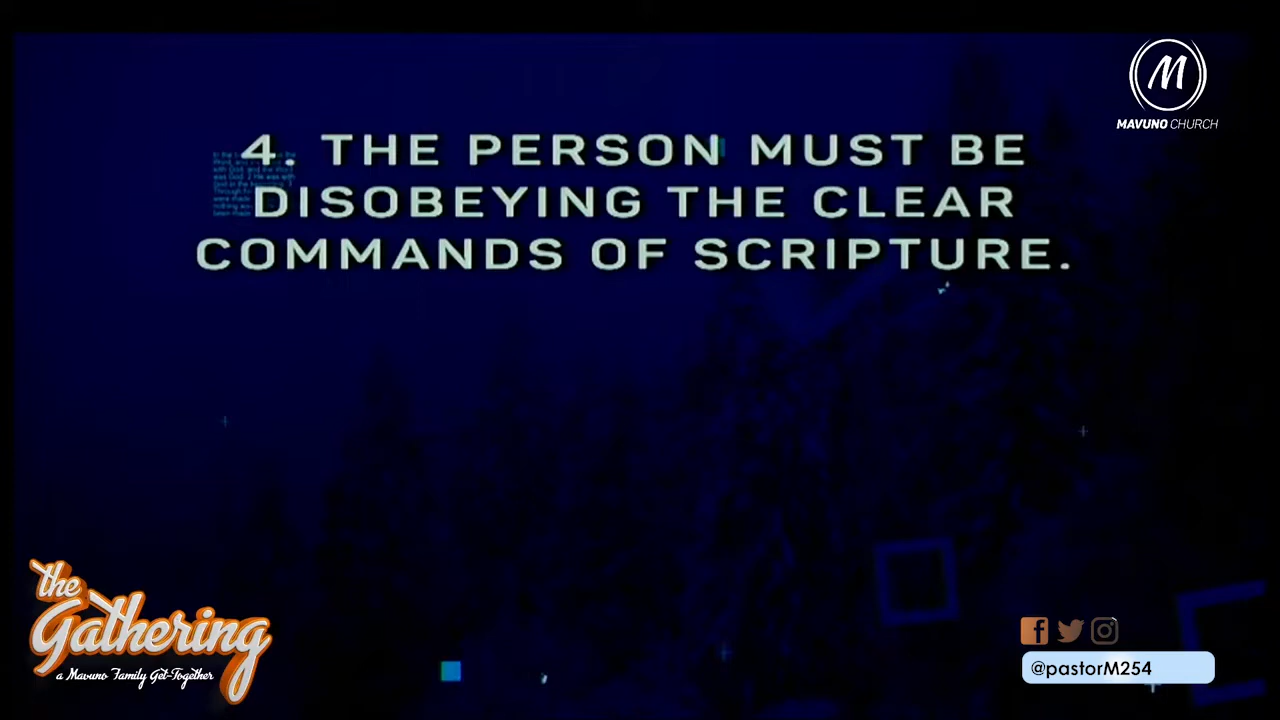 MAVUNO CHURCH
4. THE PERSON MUST BE
DISOBEYING THE CLEAR
COMMANDS OF SCRIPTURE.
the
Gathering
a Mavuno Family Get-Together
@pastorM254